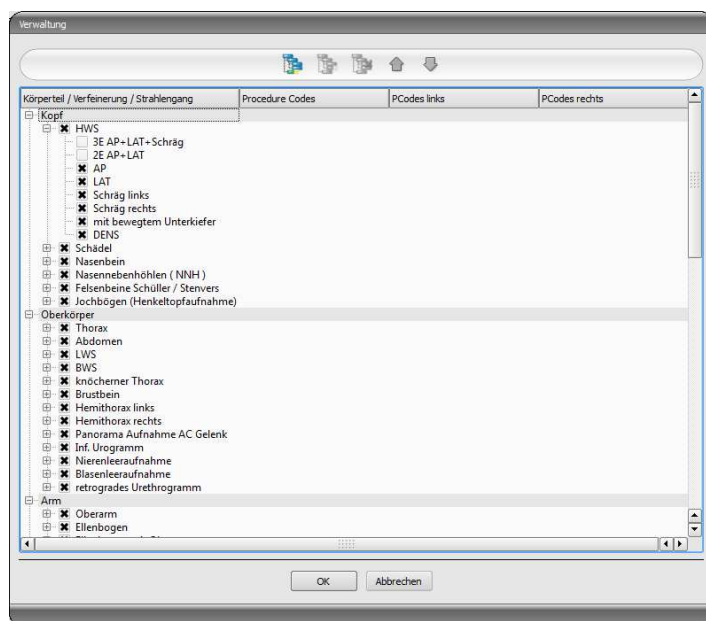 Verwaltung
Körperteil / Verfeinerung / Strahlengang Procedure Codes PCodes links PCodes rechts
Kopf
HWS
3E AP+LAT+Schräg
2E AP+LAT
AP
LAT
Schräg links
Schräg rechts
mit bewegtem Unterkiefer
DENS
Schädel
Nasenbein
Nasennebenhöhlen ( NNH )
Felsenbeine Schüller / Stenvers
Jochbögen (Henkeltopfaufnahme)
Oberkörper
Thorax
Abdomen
LWS
BWS
knöcherner Thorax
Brustbein
Hemithorax links
Hemithorax rechts
Panorama Aufnahme AC Gelenk
Inf. Urogramm
Nierenleeraufnahme
Blasenleeraufnahme
retrogrades Urethrogramm
Arm
Oberarm
Ellenbogen
OK Abbrechen